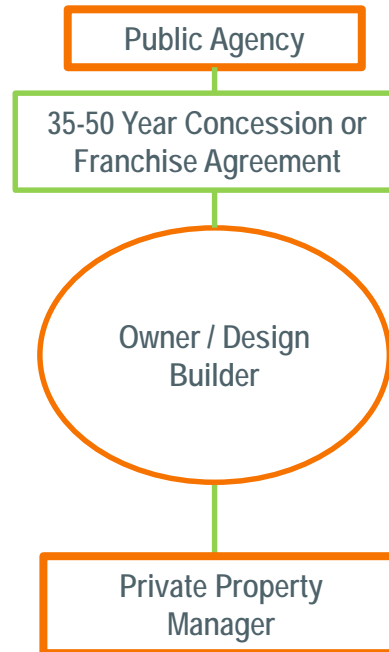 Public Agency
35-50 Year Concession or
Franchise Agreement
Owner / Design
Builder
Private Property
Manager